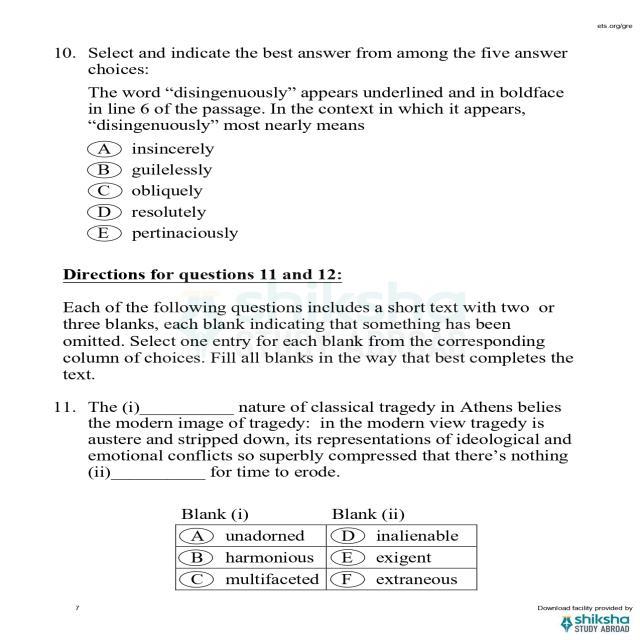 ets.org/gre
10. Select and indicate the best answer from among the five answer
choices:
The word “disingenuously” appears underlined and in boldface
in line 6 of the passage. In the context in which it appears,
“disingenuously” most nearly means
A insincerely
B guilelessly
C obliquely
D resolutely
E pertinaciously
Directions for questions 11 and 12:
Each of the following questions includes a short text with two or
three blanks, each blank indicating that something has been
omitted. Select one entry for each blank from the corresponding
column of choices. Fill all blanks in the way that best completes the
text.
11. The (i)____________ nature of classical tragedy in Athens belies
the modern image of tragedy: in the modern view tragedy is
austere and stripped down, its representations of ideological and
emotional conflicts so superbly compressed that there’s nothing
(ii)____________ for time to erode.
Blank (i) Blank (ii)
A unadorned D inalienable
B harmonious E exigent
C multifaceted F extraneous
7 Download facility provided by
shiksha
STUDY ABROAD